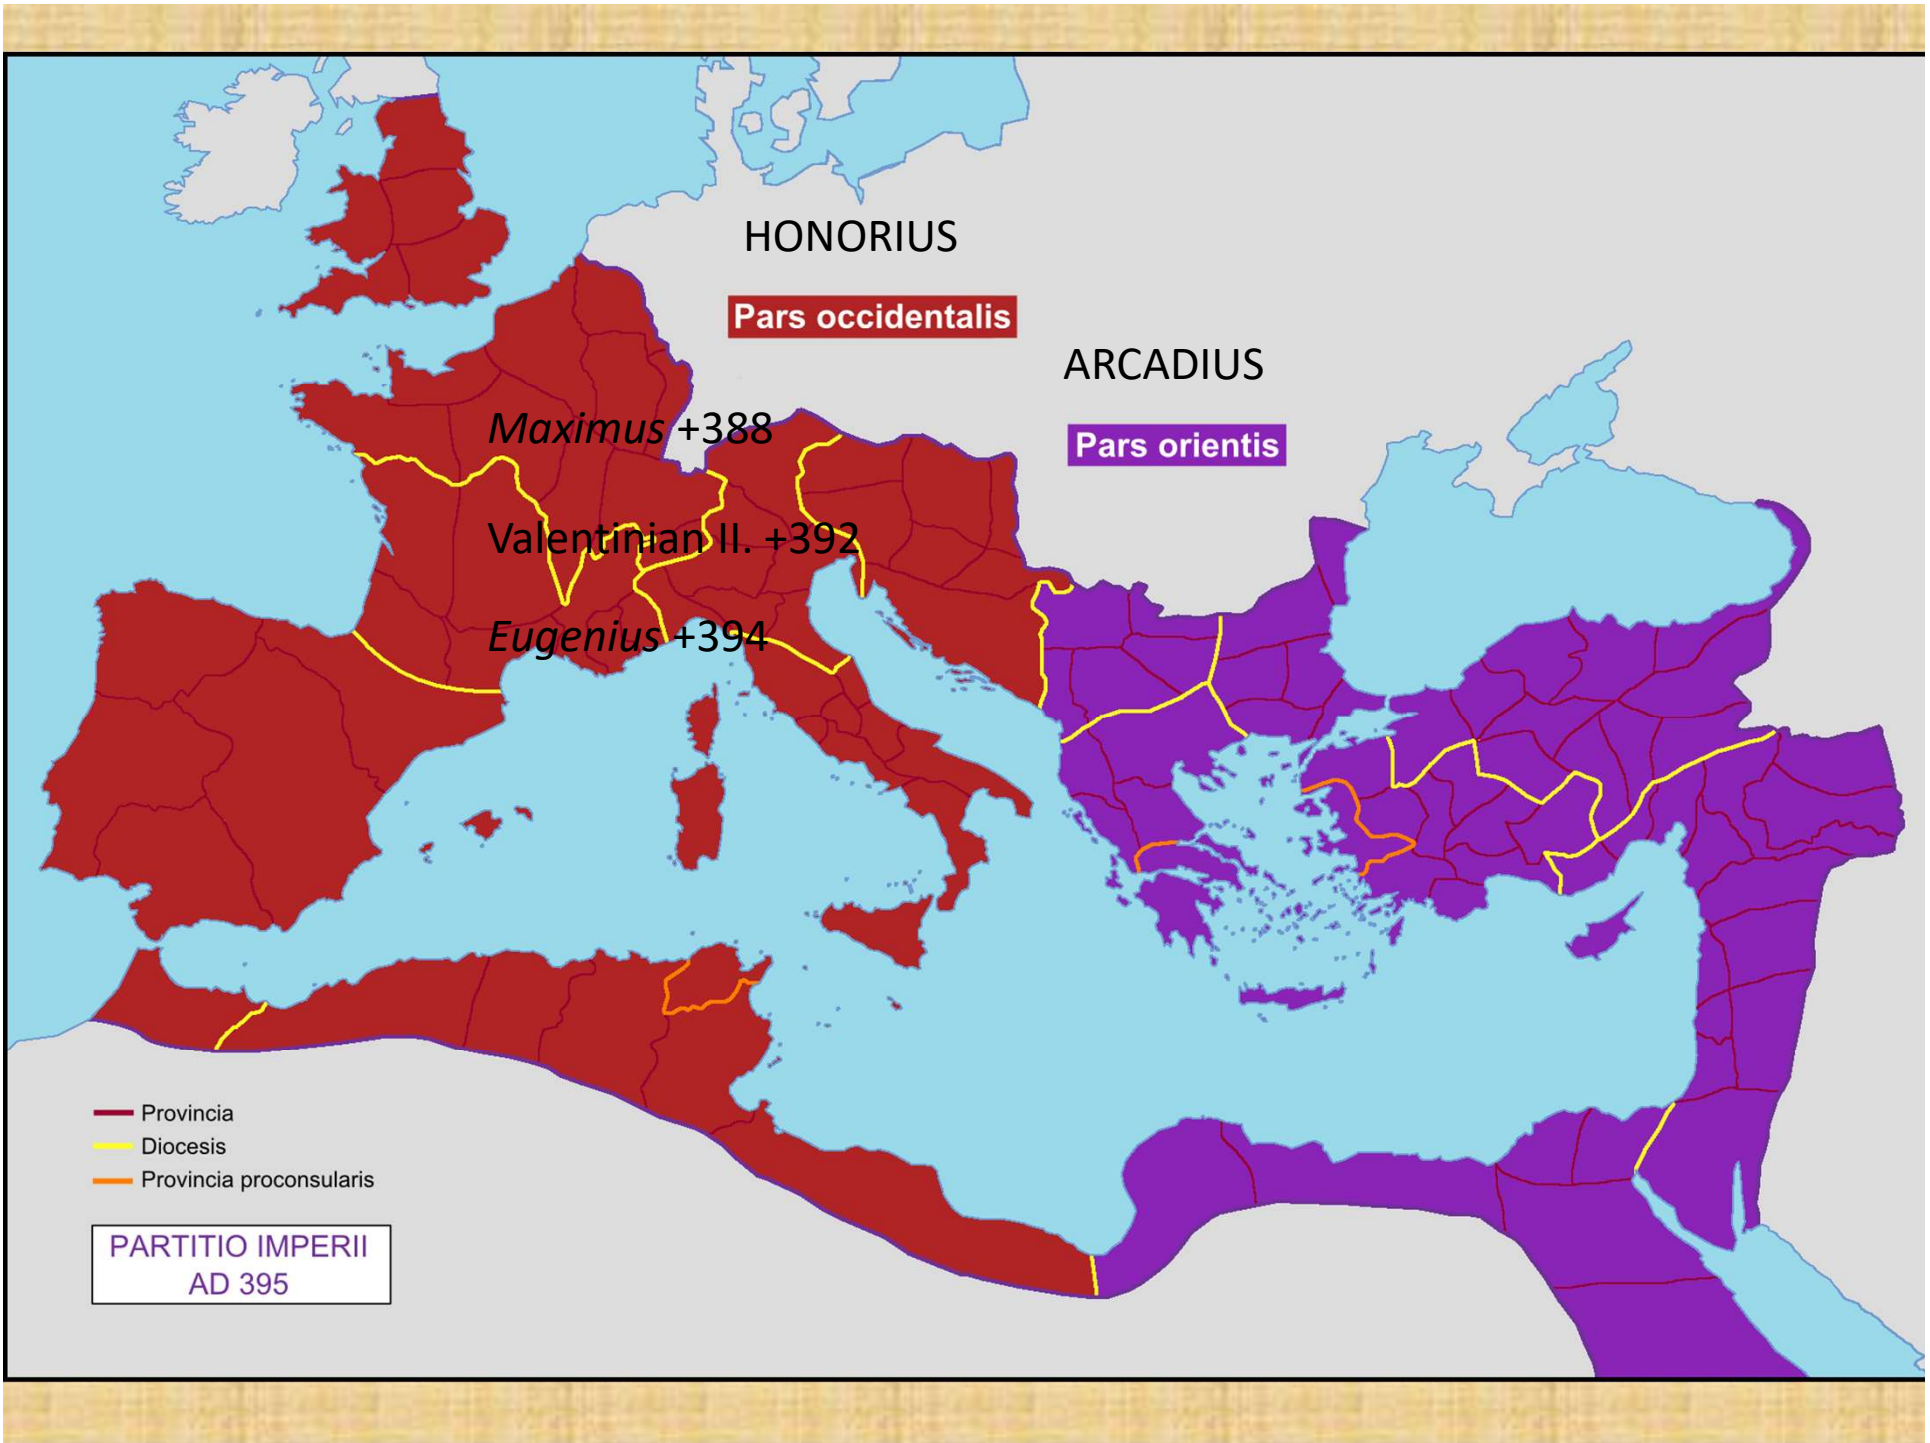 HONORIUS
Pars occidentalis
ARCADIUS
Pars orientis
Maximus +388
Valentinian II. +392
Eugenius +394
Provincia
Diocesis
Provincia proconsularis
PARTITIO IMPERII
AD 395